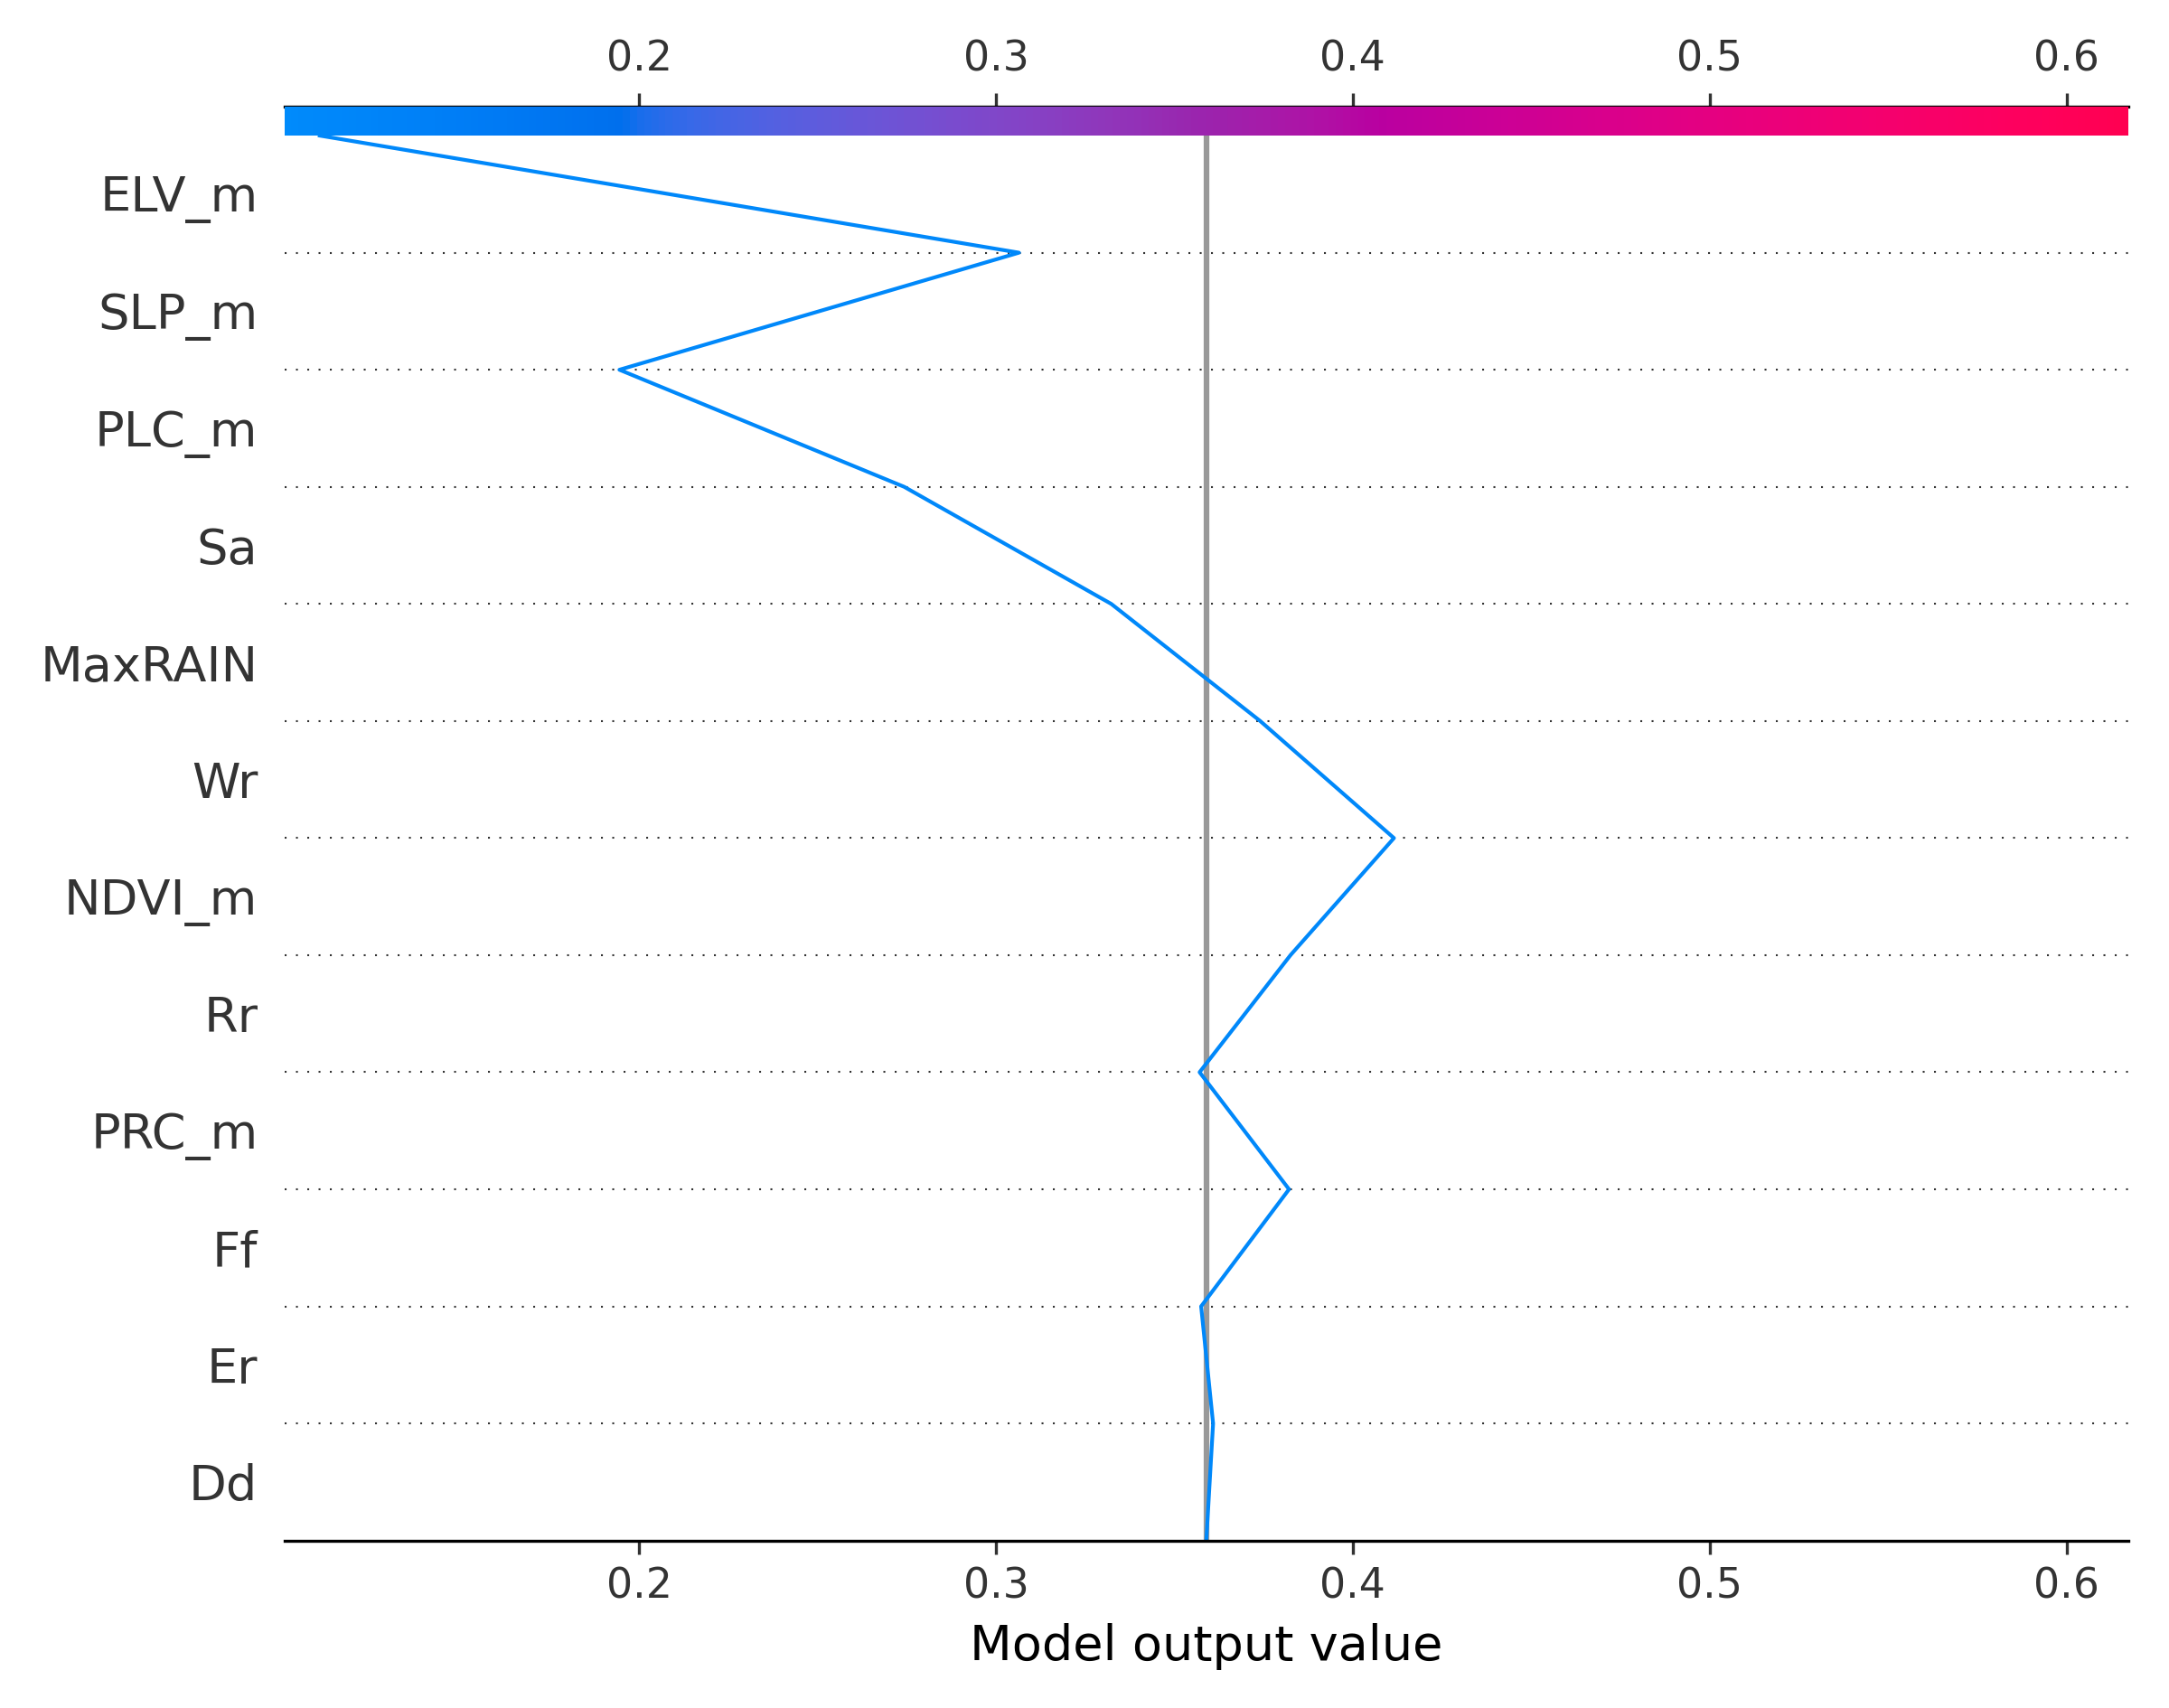 0.2 0.3 0.4 0.5 0.6
ELV_m
SLP_m
PLC_m
Sa
MaxRAIN
Wr
NDVI_m
Rr
PRC_m
Ff
Er
Dd
0.2 0.3 0.4 0.5 0.6
Model output value